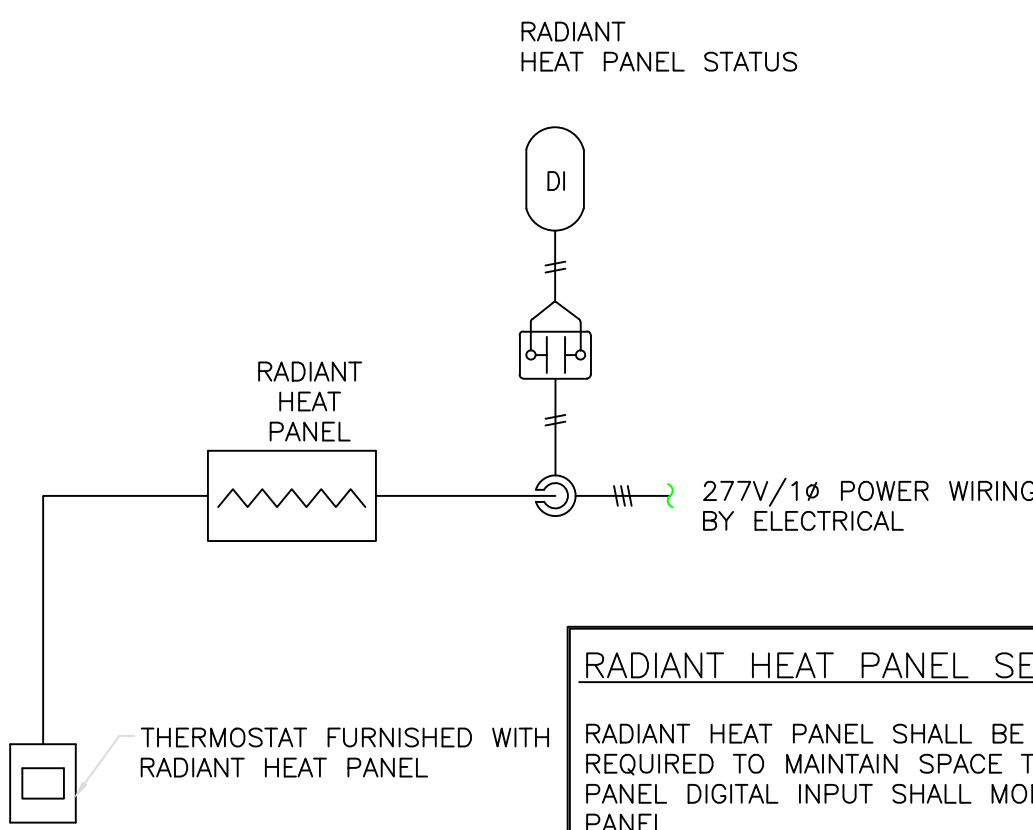 RADIANT
HEAT PANEL STATUS
DI
RADIANT
HEAT
PANEL
277V/1ø POWER WIRING
BY ELECTRICAL
THERMOSTAT FURNISHED WITH
RADIANT HEAT PANEL
RADIANT HEAT PANEL SE
RADIANT HEAT PANEL SHALL BE
REQUIRED TO MAINTAIN SPACE T
PANEL DIGITAL INPUT SHALL MO
PANEL